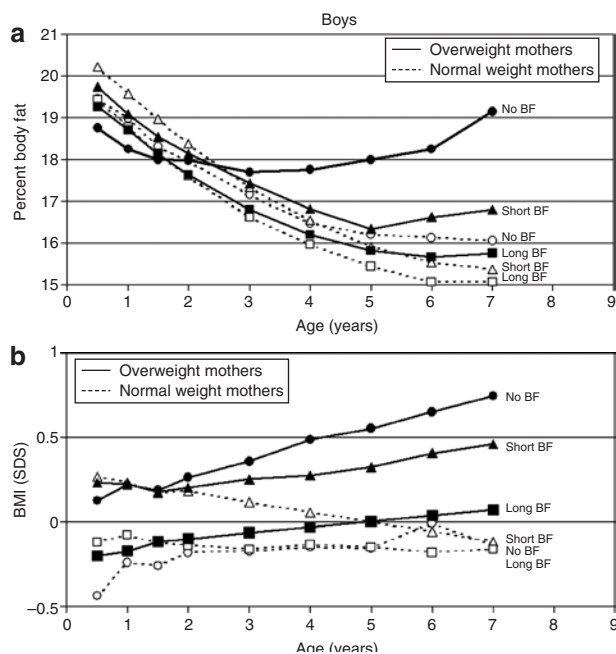 Boys
a
21
20
19
18
17
16
15
Percent body fat
Overweight mothers
Normal weight mothers
No BF
Short BF
No BF
Long BF
Short BF
Long BF
0 1 2 3 4 5 6 7 8 9
Age (years)
b
1
0.5
0
−0.5
BMI (SDS)
Overweight mothers
Normal weight mothers
No BF
Short BF
Long BF
Short BF
No BF
Long BF
0 1 2 3 4 5 6 7 8 9
Age (years)